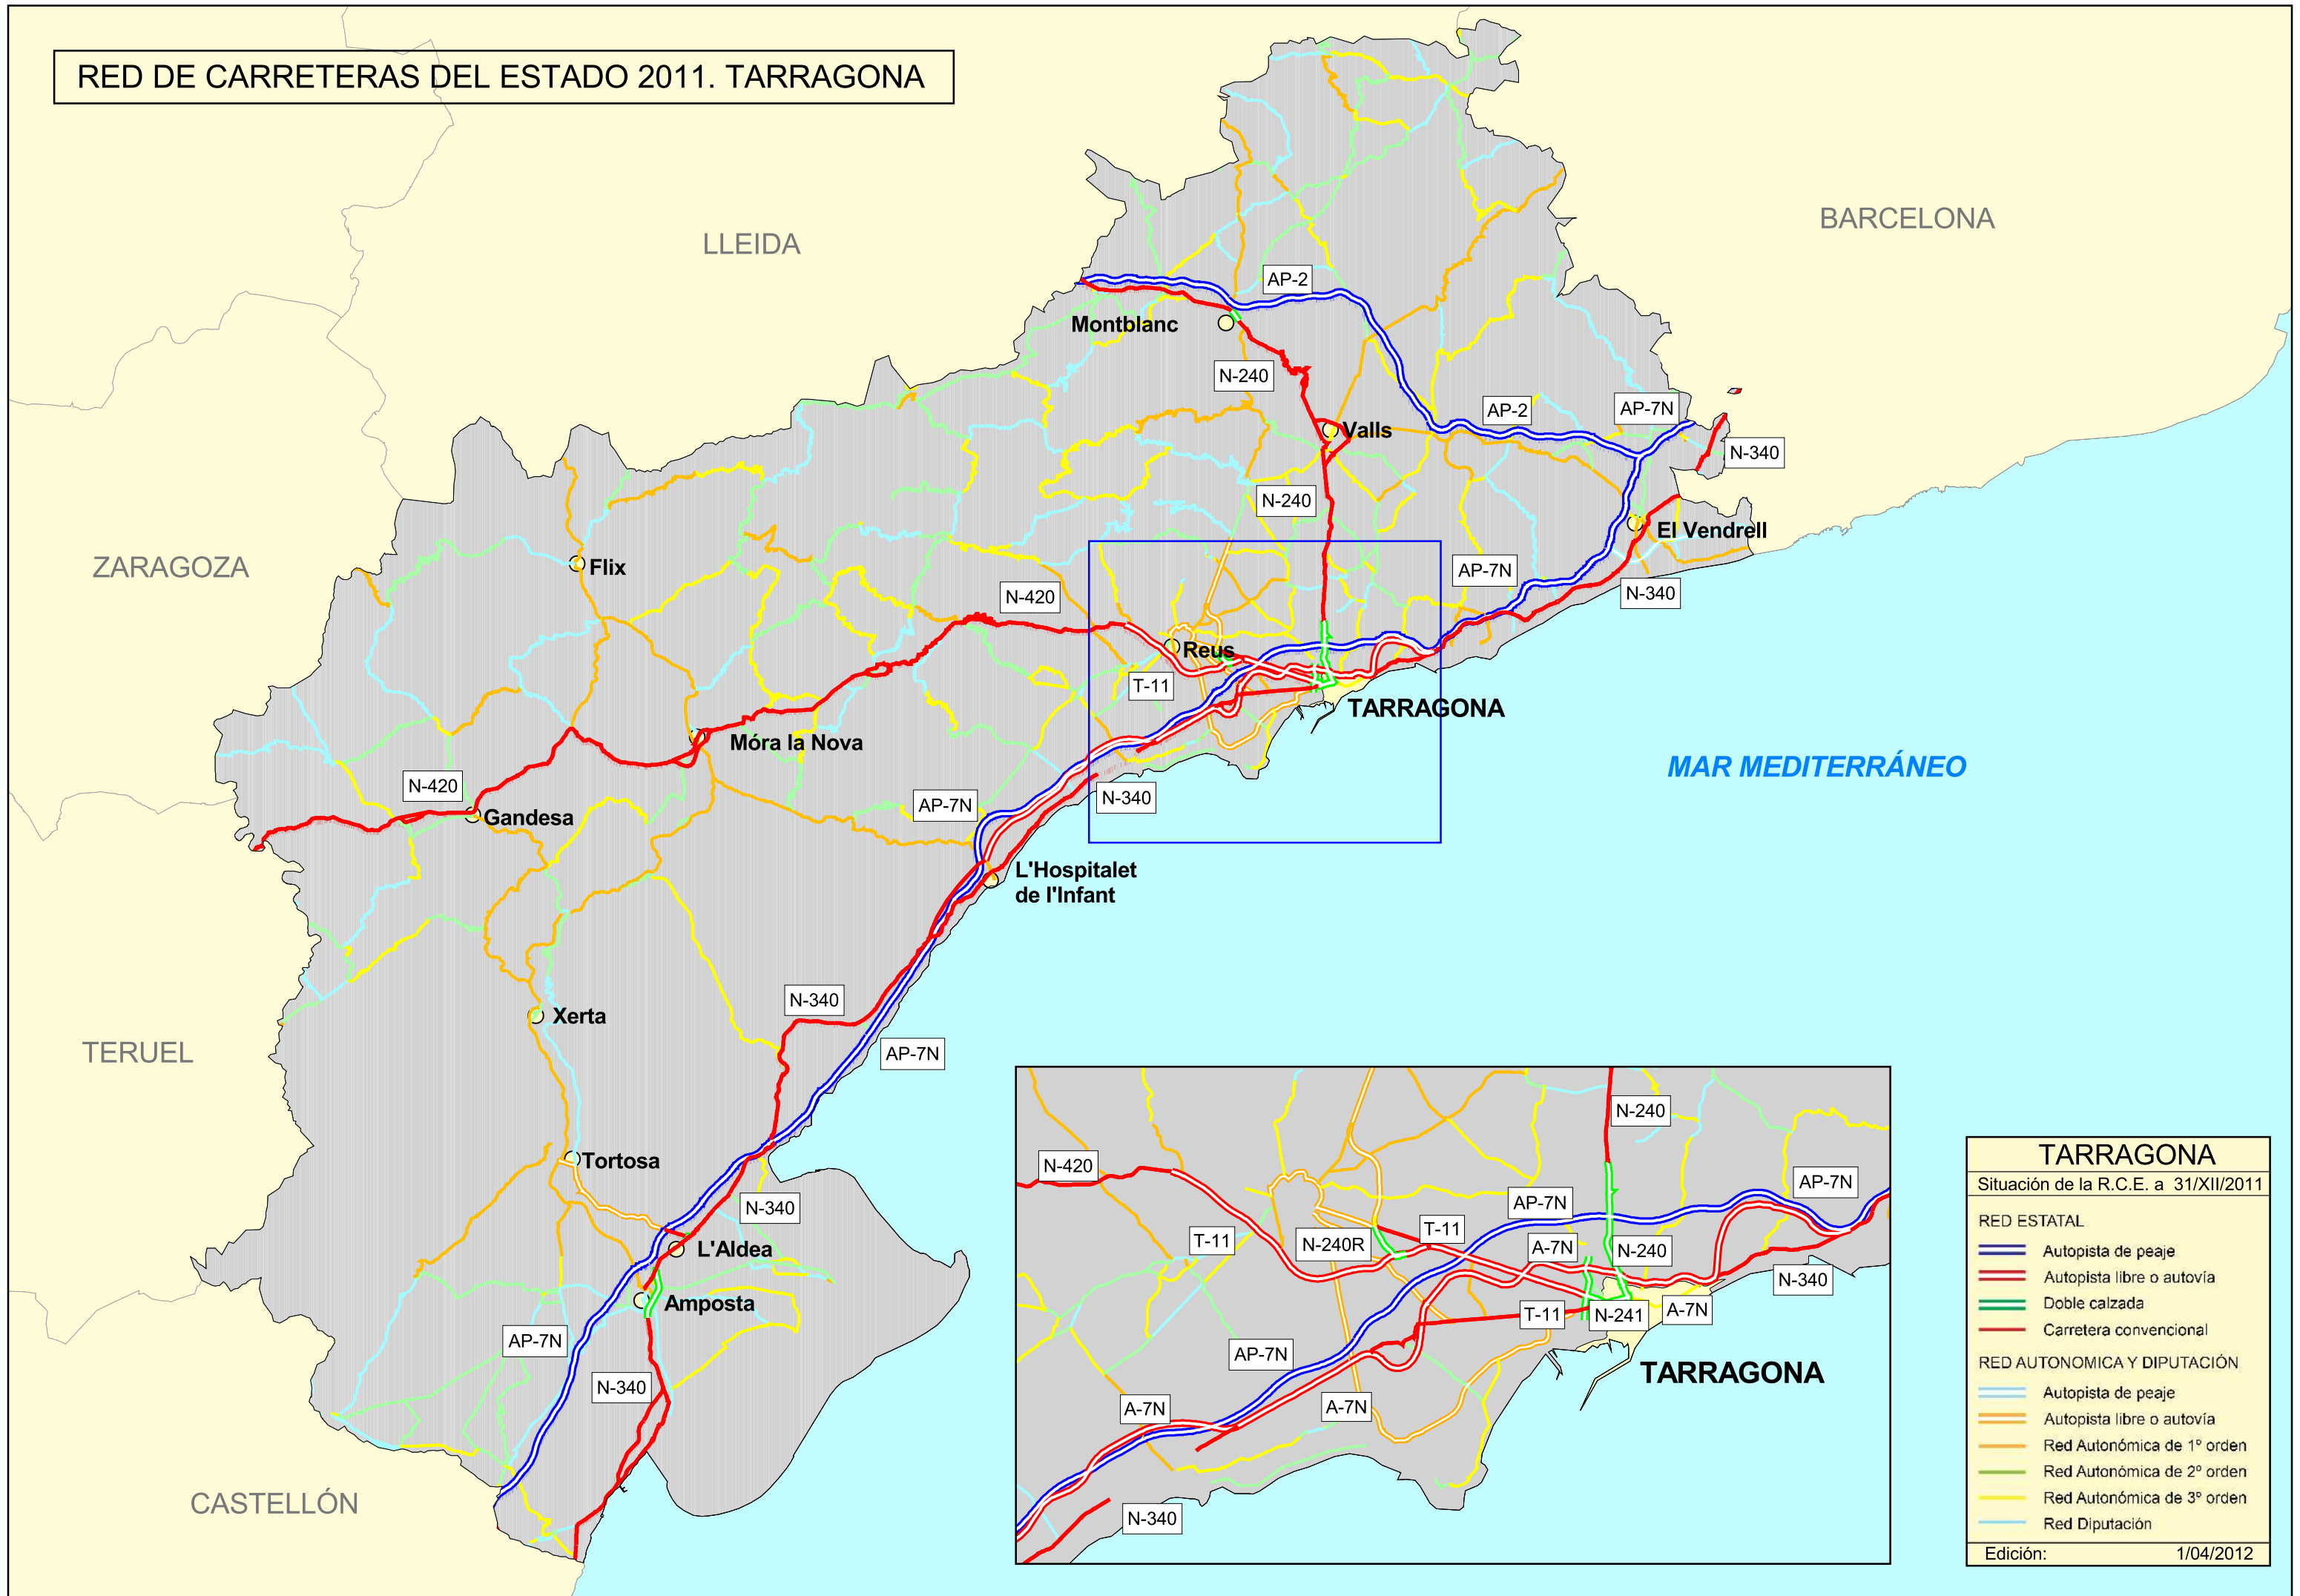 RED DE CARRETERAS DEL ESTADO 2011. TARRAGONA
BARCELONA
LLEIDA
AP-2
Montblanc
N-240
AP-2
AP-7N
Valls
N-340
N-240
El Vendrell
ZARAGOZA
Flix
AP-7N
N-420
N-340
Reus
T-11
TARRAGONA
Móra la Nova
MAR MEDITERRÁNEO
N-420
AP-7N
N-340
Gandesa
L'Hospitalet
de l'Infant
N-340
Xerta
TERUEL
AP-7N
Tortosa
N-340
L'Aldea
Amposta
AP-7N
N-340
CASTELLÓN
N-240
N-420
AP-7N
AP-7N
T-11
T-11
N-240R
A-7N
N-240
N-340
T-11
N-241
A-7N
AP-7N
TARRAGONA
A-7N
A-7N
N-340
TARRAGONA
Situación de la R.C.E. a 31/XII/2011
RED ESTATAL
Autopista de peaje
Autopista libre o autovía
Doble calzada
Carretera convencional
RED AUTONOMICA Y DIPUTACIÓN
Autopista de peaje
Autopista libre o autovía
Red Autonómica de 1º orden
Red Autonómica de 2º orden
Red Autonómica de 3º orden
Red Diputación
Edición: 1/04/2012